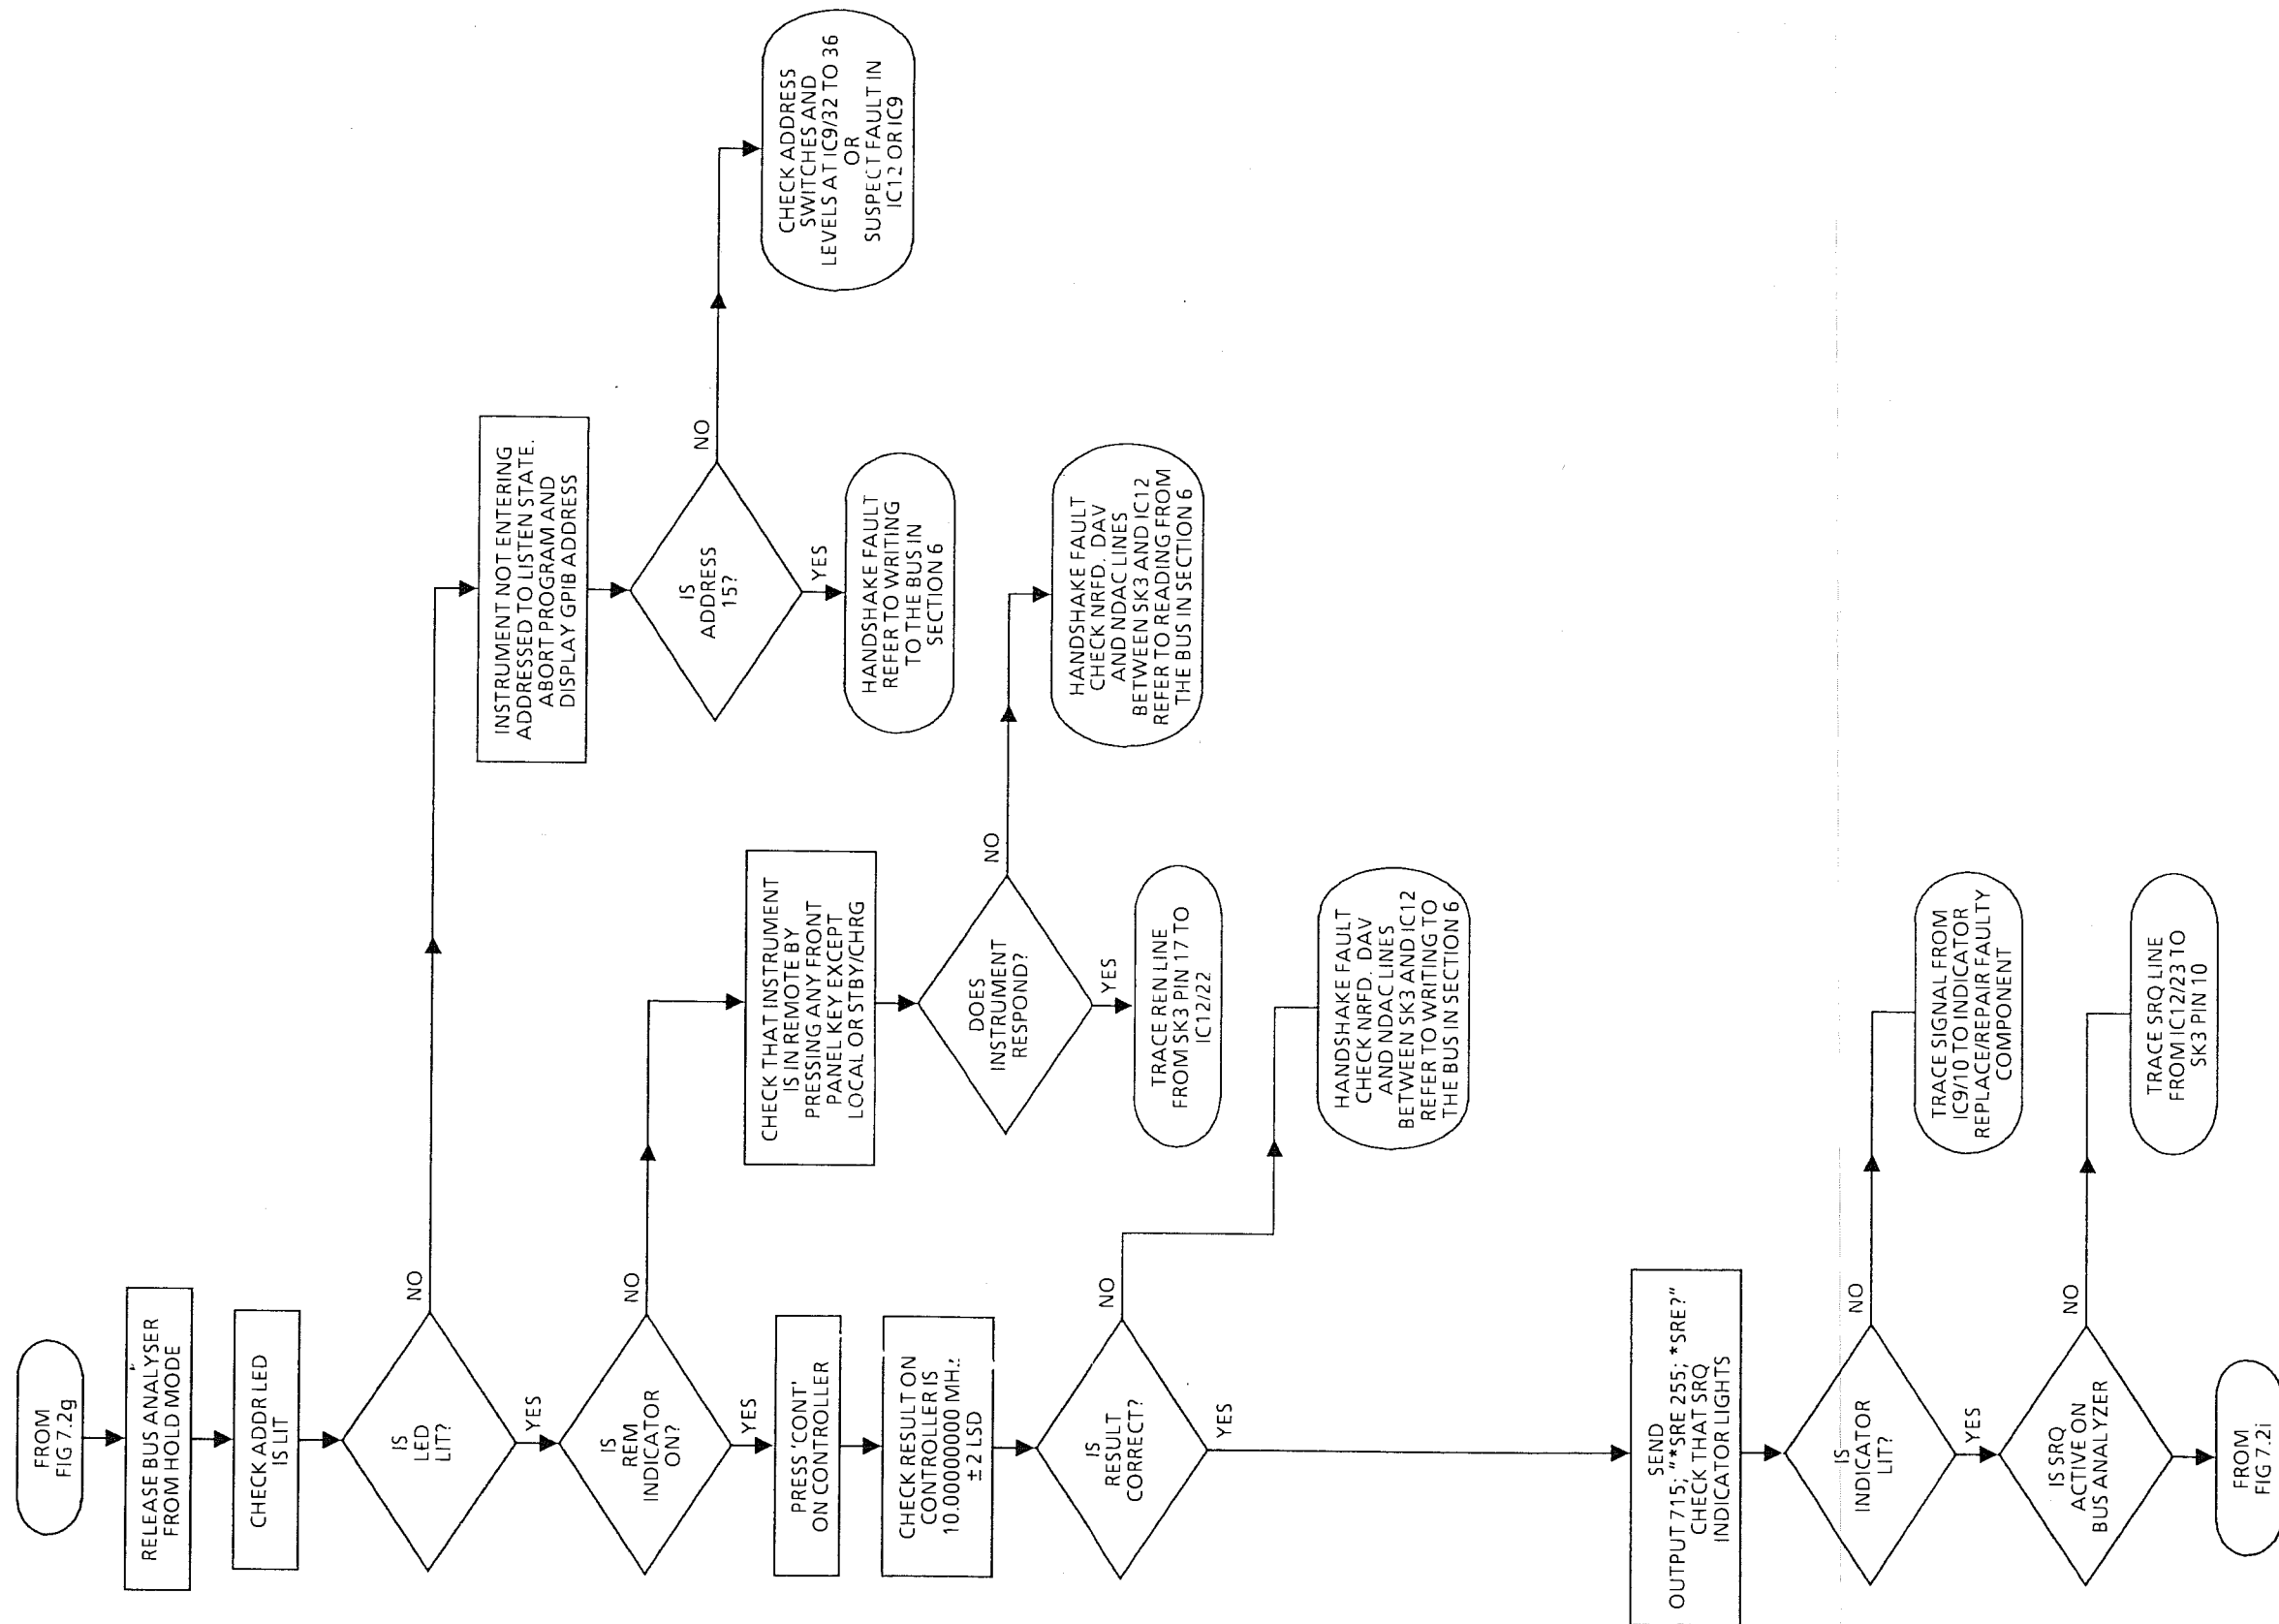 FROM
FIG 7.2g
RELEASE BUS ANALYSER
FROM HOLD MODE
CHECK ADDR LED
IS LIT
IS
LED
LIT?
NO
YES
INSTRUMENT NOT ENTERING
ADDRESSED TO LISTEN STATE.
ABORT PROGRAM AND
DISPLAY GPIB ADDRESS
IS
ADDRESS
15?
NO
YES
CHECK ADDRESS
SWITCHES AND
LEVELS AT IC9/32 TO 36
OR
SUSPECT FAULT IN
IC12 OR IC9
HANDSHAKE FAULT
REFER TO WRITING
TO THE BUS IN
SECTION 6
IS
REM
INDICATOR
ON?
NO
YES
CHECK THAT INSTRUMENT
IS IN REMOTE BY
PRESSING ANY FRONT
PANEL KEY EXCEPT
LOCAL OR STBY/CHRG
DOES
INSTRUMENT
RESPOND?
NO
YES
HANDSHAKE FAULT
CHECK NRFD. DAV
AND NDAC LINES
BETWEEN SK3 AND IC12
REFER TO READING FROM
THE BUS IN SECTION 6
TRACE REN LINE
FROM SK3 PIN 17 TO
IC12/22
PRESS 'CONT'
ON CONTROLLER
CHECK RESULT ON
CONTROLLER IS
10.00000000 MHz
± 2 LSD
IS
RESULT
CORRECT?
NO
YES
HANDSHAKE FAULT
CHECK NRFD. DAV
AND NDAC LINES
BETWEEN SK3 AND IC12
REFER TO WRITING TO
THE BUS IN SECTION 6
SEND
OUTPUT 715; "*SRE 255; *SRE?"
CHECK THAT SRQ
INDICATOR LIGHTS
IS
INDICATOR
LIT?
NO
YES
TRACE SIGNAL FROM
IC9/10 TO INDICATOR
REPLACE/REPAIR FAULTY
COMPONENT
IS SRQ
ACTIVE ON
BUS ANALYZER
NO
TRACE SRQ LINE
FROM IC12/23 TO
SK3 PIN 10
FROM
FIG 7.2i